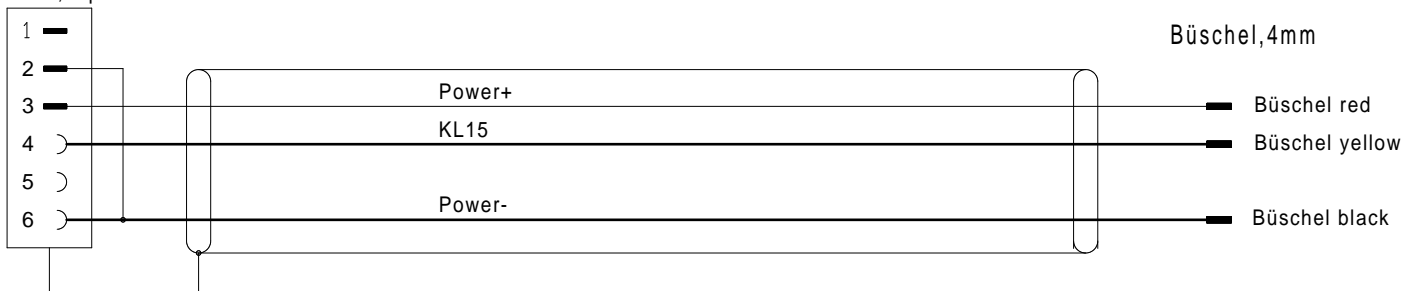 1
Büschel,4mm
2
Power+
3
Büschel red
KL15
4
Büschel yellow
5
Power-
6
Büschel black